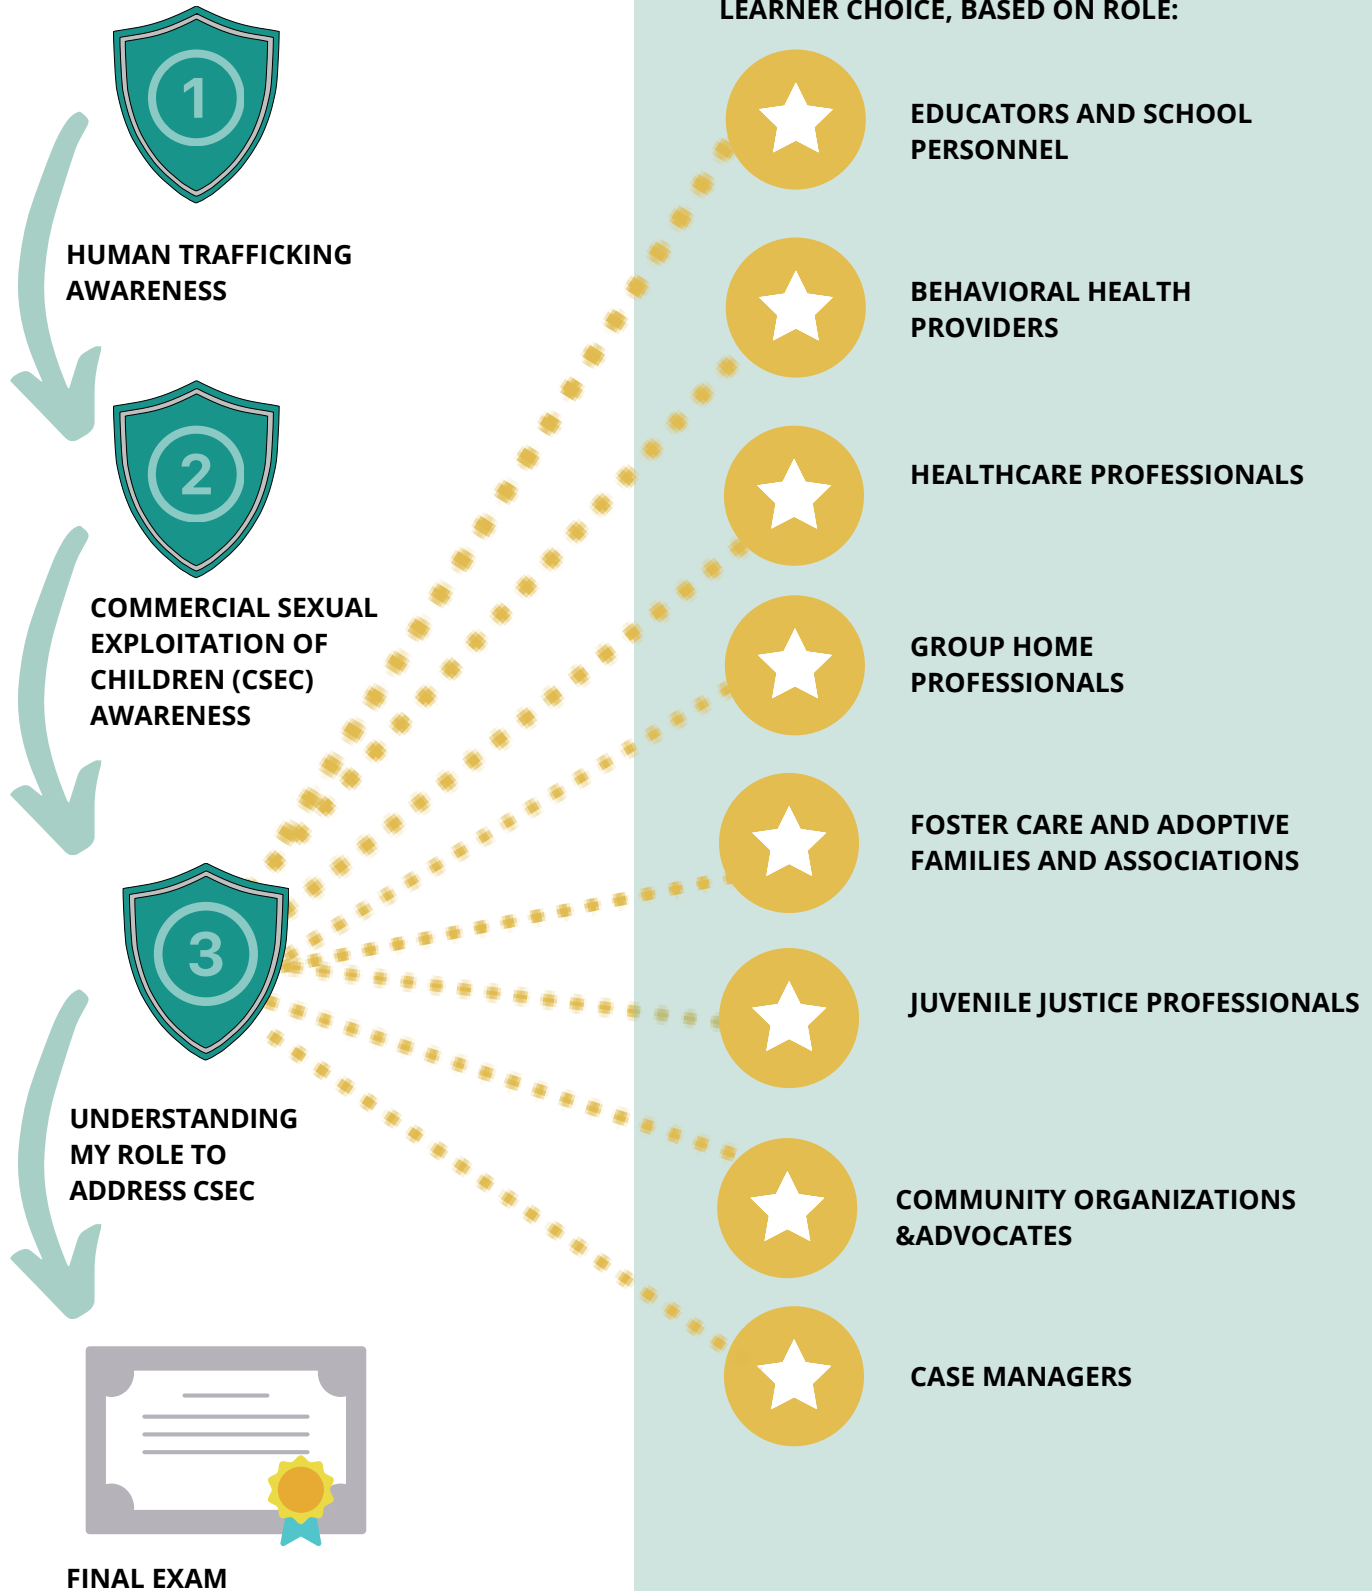 1
HUMAN TRAFFICKING
AWARENESS
2
COMMERCIAL SEXUAL
EXPLOITATION OF
CHILDREN (CSEC)
AWARENESS
3
UNDERSTANDING
MY ROLE TO
ADDRESS CSEC
FINAL EXAM
LEARNER CHOICE, BASED ON ROLE:
EDUCATORS AND SCHOOL
PERSONNEL
BEHAVIORAL HEALTH
PROVIDERS
HEALTHCARE PROFESSIONALS
GROUP HOME
PROFESSIONALS
FOSTER CARE AND ADOPTIVE
FAMILIES AND ASSOCIATIONS
JUVENILE JUSTICE PROFESSIONALS
COMMUNITY ORGANIZATIONS
&ADVOCATES
CASE MANAGERS